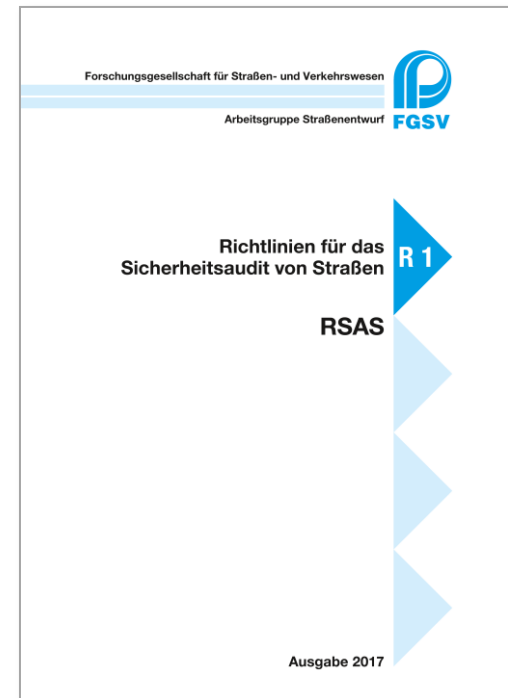 Forschungsgesellschaft für Straßen- und Verkehrswesen
Arbeitsgruppe Straßenentwurf
FGSV
Richtlinien für das
Sicherheitsaudit von Straßen
R 1
RSAS
Ausgabe 2017